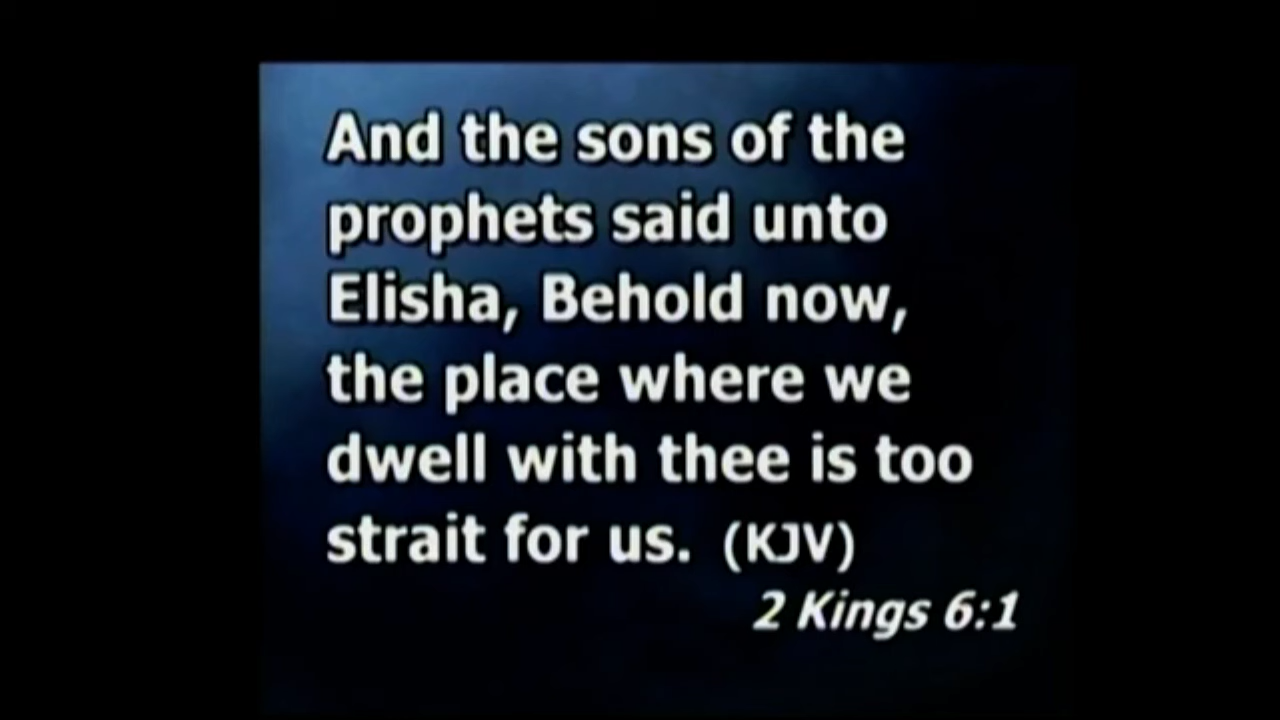 And the sons of the
prophets said unto
Elisha, Behold now,
the place where we
dwell with thee is too
strait for us. (KJV)
2 Kings 6:1